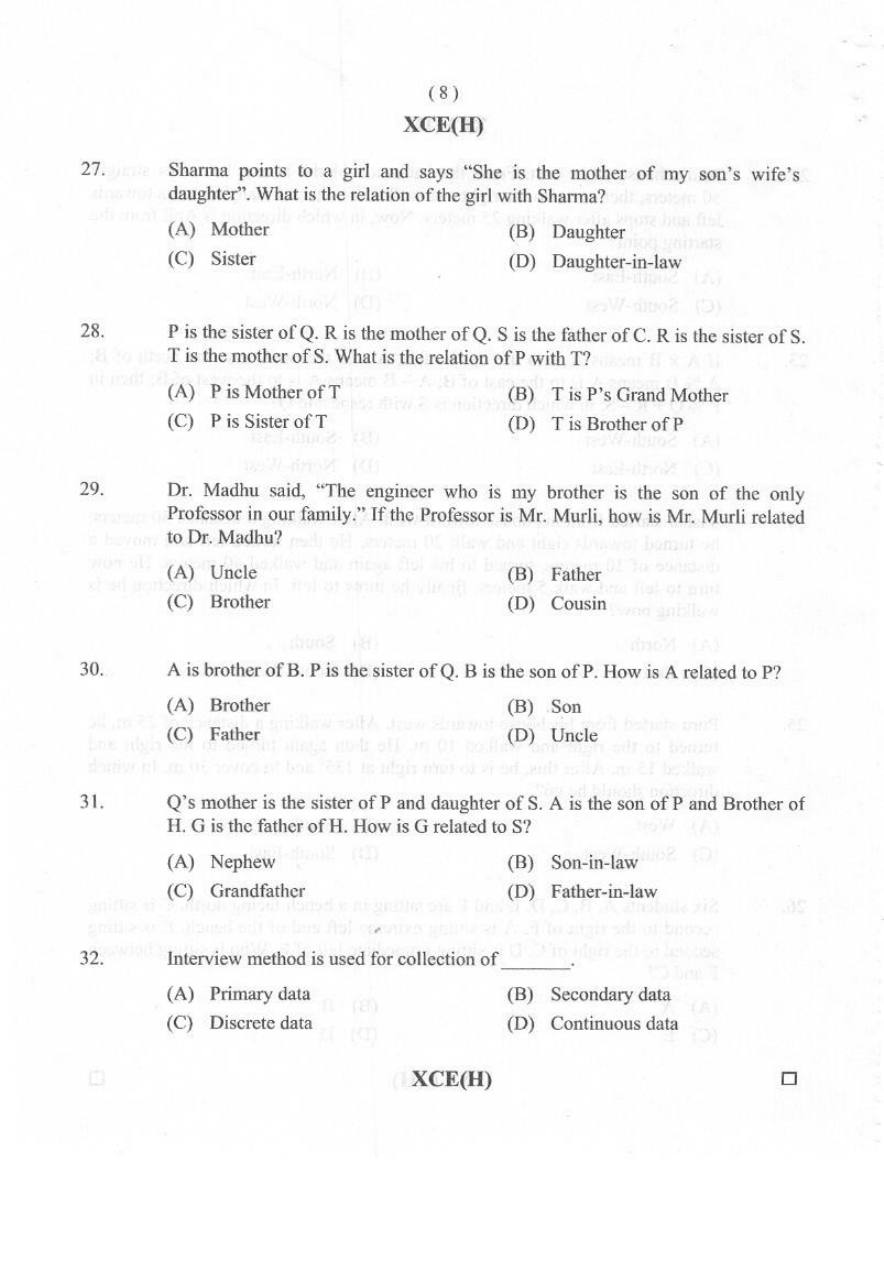 ( 8 )
XCE(H)
27. Sharma points to a girl and says “She is the mother of my son’s wife’s
daughter”. What is the relation of the girl with Sharma?
(A) Mother (B) Daughter
(C) Sister (D) Daughter-in-law
28. P is the sister of Q. R is the mother of Q. S is the father of C. R is the sister of S.
T is the mother of S. What is the relation of P with T?
(A) P is Mother of T (B) T is P’s Grand Mother
(C) P is Sister of T (D) T is Brother of P
29. Dr. Madhu said, “The engineer who is my brother is the son of the only
Professor in our family.” If the Professor is Mr. Murli, how is Mr. Murli related
to Dr. Madhu?
(A) Uncle (B) Father
(C) Brother (D) Cousin
30. A is brother of B. P is the sister of Q. B is the son of P. How is A related to P?
(A) Brother (B) Son
(C) Father (D) Uncle
31. Q’s mother is the sister of P and daughter of S. A is the son of P and Brother of
H. G is the father of H. How is G related to S?
(A) Nephew (B) Son-in-law
(C) Grandfather (D) Father-in-law
32. Interview method is used for collection of _______.
(A) Primary data (B) Secondary data
(C) Discrete data (D) Continuous data
XCE(H)